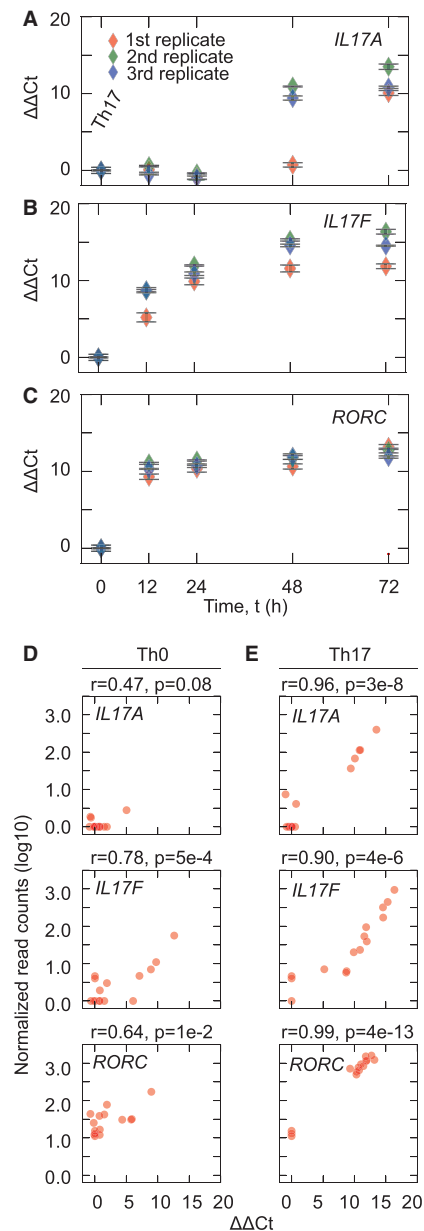 A
20
10
0
ΔΔCt
1st replicate
2nd replicate
3rd replicate
Th17
IL17A
B
20
10
0
ΔΔCt
IL17F
C
20
10
0
ΔΔCt
RORC
0 12 24 48 72
Time, t (h)
D Th0
E Th17
Normalized read counts (log10)
r=0.47, p=0.08
IL17A
3.0
2.0
1.0
0.0
r=0.96, p=3e-8
IL17A
r=0.78, p=5e-4
IL17F
3.0
2.0
1.0
0.0
r=0.90, p=4e-6
IL17F
r=0.64, p=1e-2
RORC
3.0
2.0
1.0
0.0
r=0.99, p=4e-13
RORC
0 5 10 15 20
0 5 10 15 20
ΔΔCt